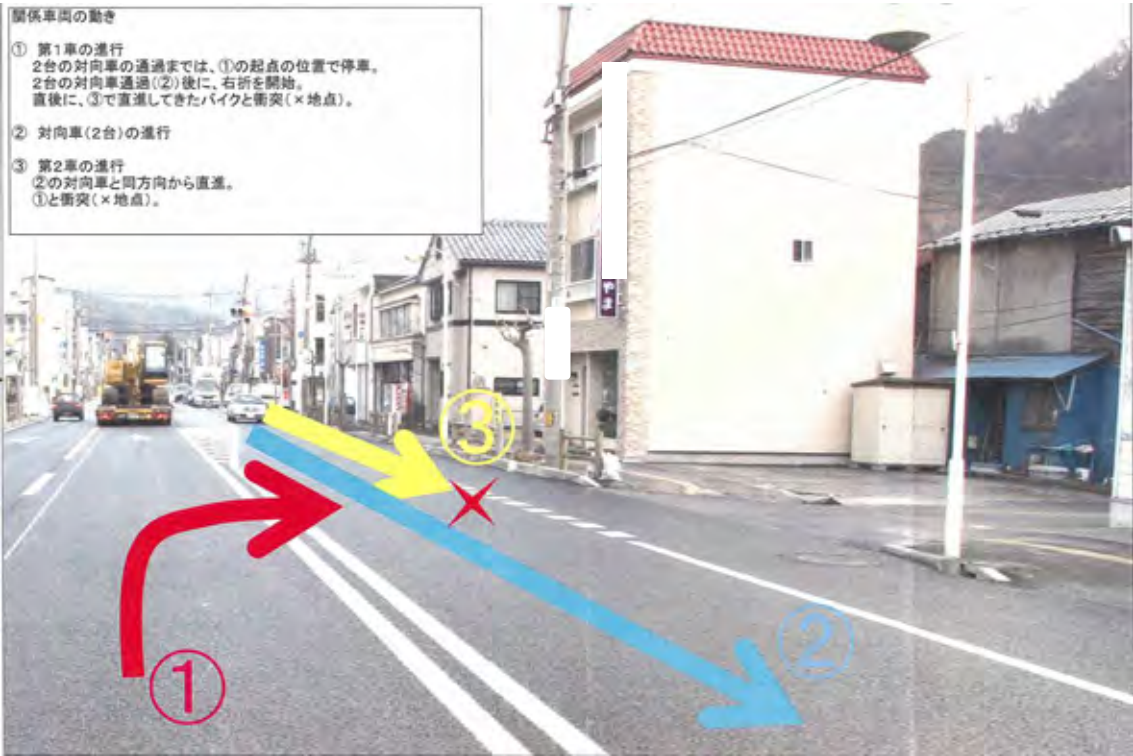 関係車両の動き
① 第1車の進行
2台の対向車の通過までは、①の起点の位置で停車。
2台の対向車通過(②)後に、右折を開始。
直後に、③で直進してきたバイクと衝突(×地点)。
② 対向車(2台)の進行
③ 第2車の進行
②の対向車と同方向から直進。
①と衝突(×地点)。
やま
③
②
①